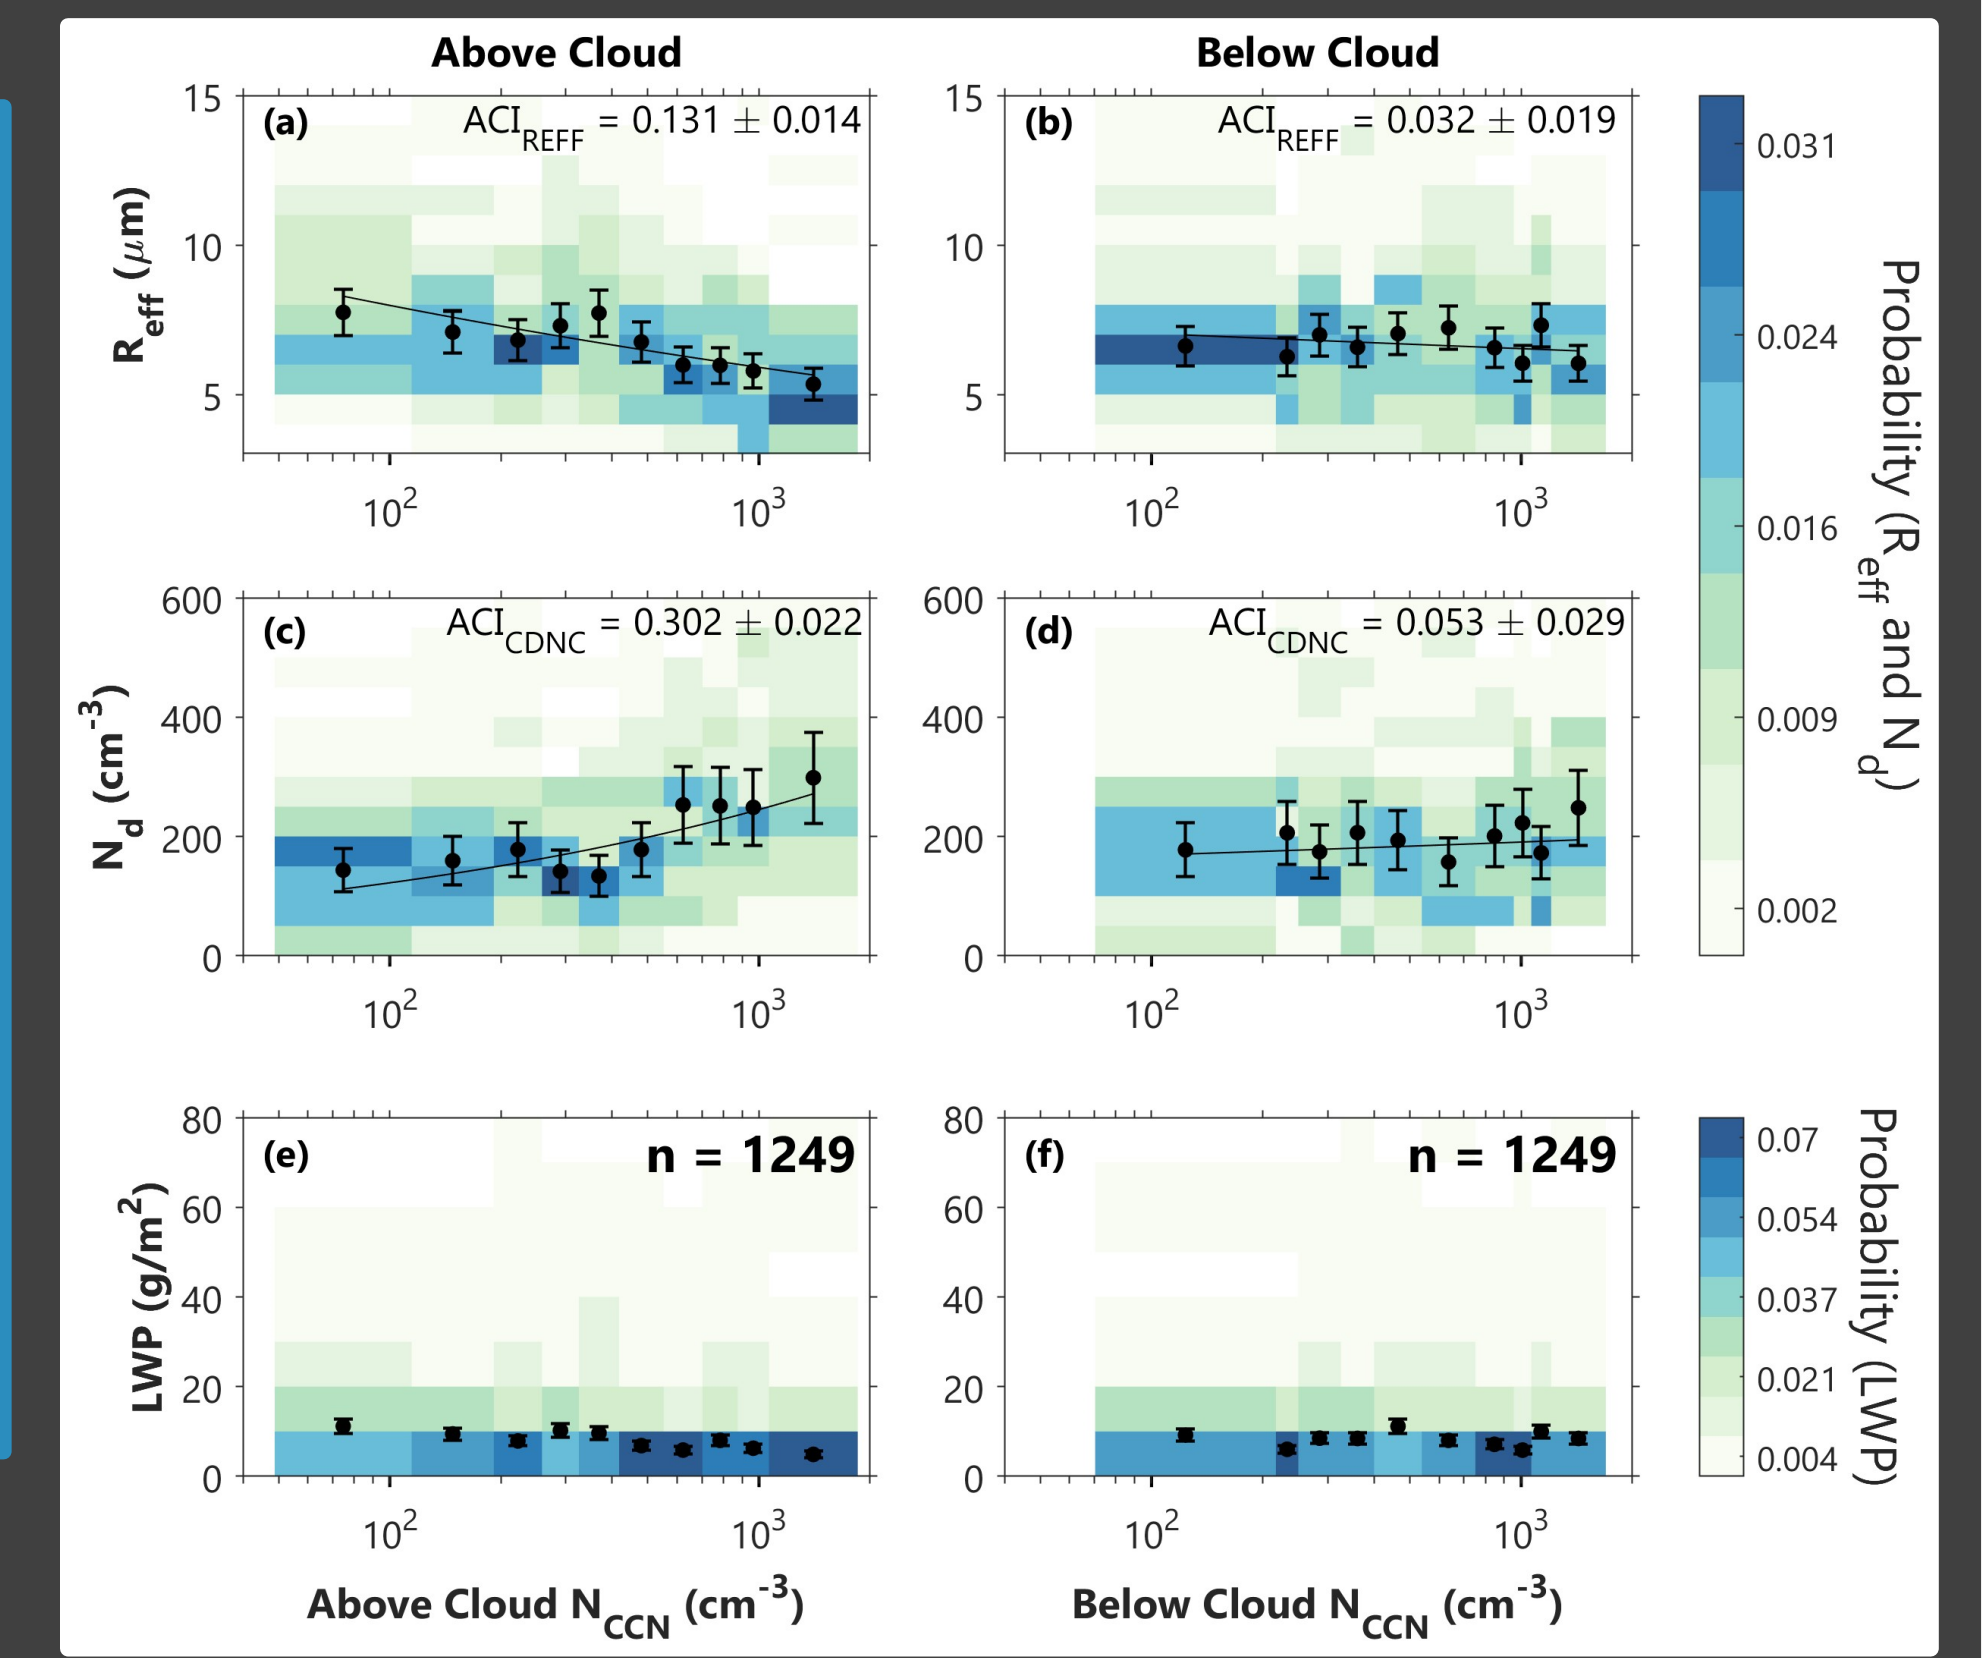 Above Cloud
Below Cloud
(a)
ACI_REFF = 0.131 ± 0.014
15
10
5
R_eff (μm)
10^2
10^3
(b)
ACI_REFF = 0.032 ± 0.019
15
10
5
10^2
10^3
(c)
ACI_CDNC = 0.302 ± 0.022
600
400
200
0
N_d (cm^-3)
10^2
10^3
(d)
ACI_CDNC = 0.053 ± 0.029
600
400
200
0
10^2
10^3
0.031
0.024
0.016
0.009
0.002
Probability (R_eff and N_d)
(e)
n = 1249
80
60
40
20
0
LWP (g/m^2)
10^2
10^3
Above Cloud N_CCN (cm^-3)
(f)
n = 1249
80
60
40
20
0
10^2
10^3
Below Cloud N_CCN (cm^-3)
0.07
0.054
0.037
0.021
0.004
Probability (LWP)